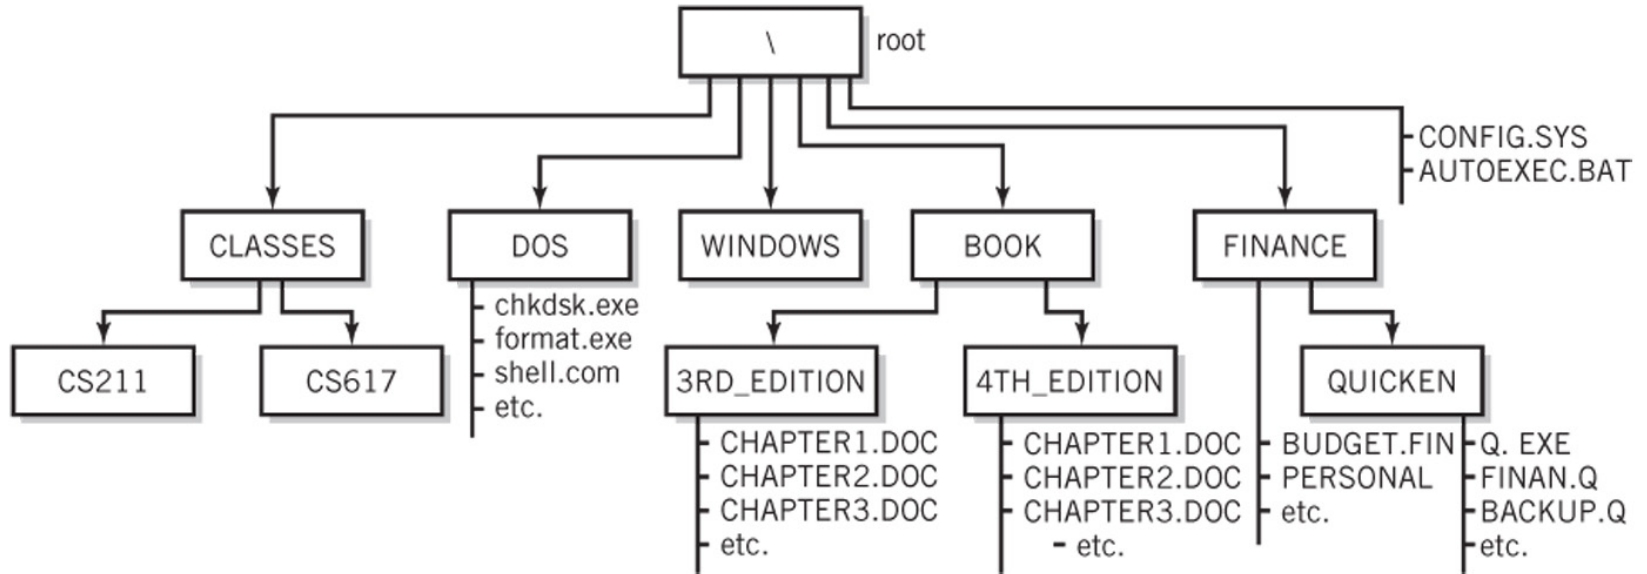 \
root
CONFIG.SYS
AUTOEXEC.BAT
CLASSES
DOS
WINDOWS
BOOK
FINANCE
chkdsk.exe
format.exe
shell.com
etc.
CS211
CS617
3RD_EDITION
4TH_EDITION
QUICKEN
CHAPTER1.DOC
CHAPTER2.DOC
CHAPTER3.DOC
etc.
CHAPTER1.DOC
CHAPTER2.DOC
CHAPTER3.DOC
etc.
BUDGET.FIN
PERSONAL
etc.
Q. EXE
FINAN.Q
BACKUP.Q
etc.